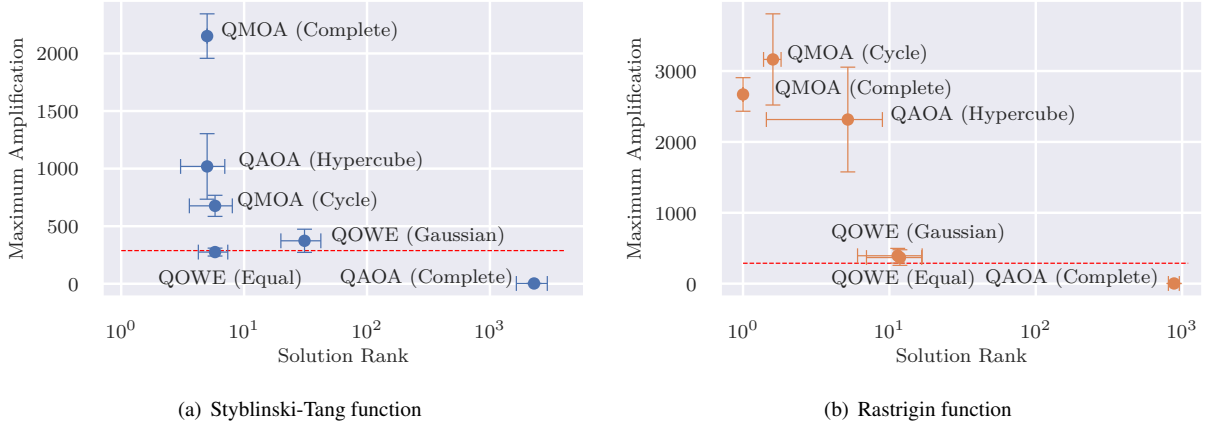 2000
1500
1000
500
0
Maximum Amplification
QMOA (Complete)
QAOA (Hypercube)
QMOA (Cycle)
QOWE (Gaussian)
QOWE (Equal)
QAOA (Complete)
10^0
10^1
10^2
10^3
Solution Rank
(a) Styblinski-Tang function
3000
2000
1000
0
Maximum Amplification
QMOA (Cycle)
QMOA (Complete)
QAOA (Hypercube)
QOWE (Gaussian)
QOWE (Equal)
QAOA (Complete)
10^0
10^1
10^2
10^3
Solution Rank
(b) Rastrigin function